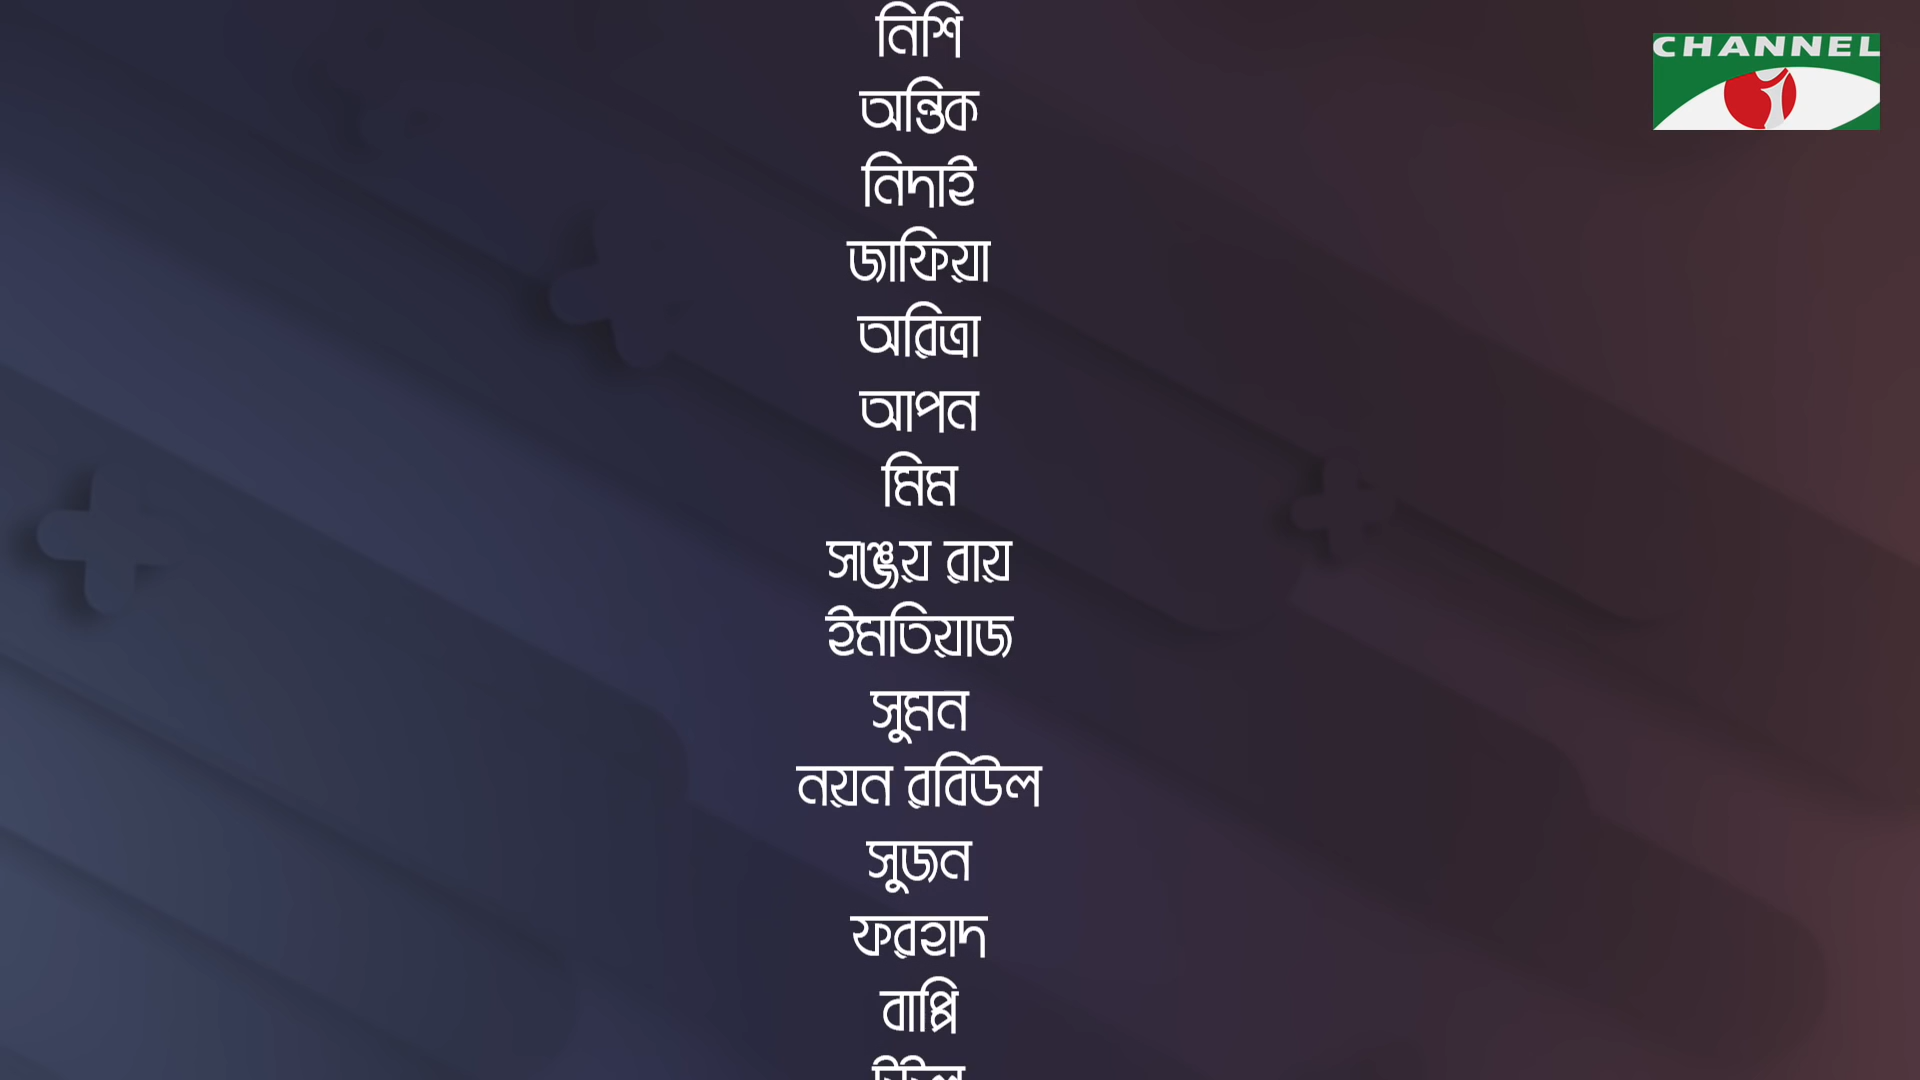 CHANNEL
নিশি
অন্তিক
নিদাই
জাফিয়া
অরিত্রা
আপন
মিম
সঞ্জয় রায়
ইমতিয়াজ
সুমন
নয়ন রবিউল
সুজন
ফরহাদ
বাপ্পি